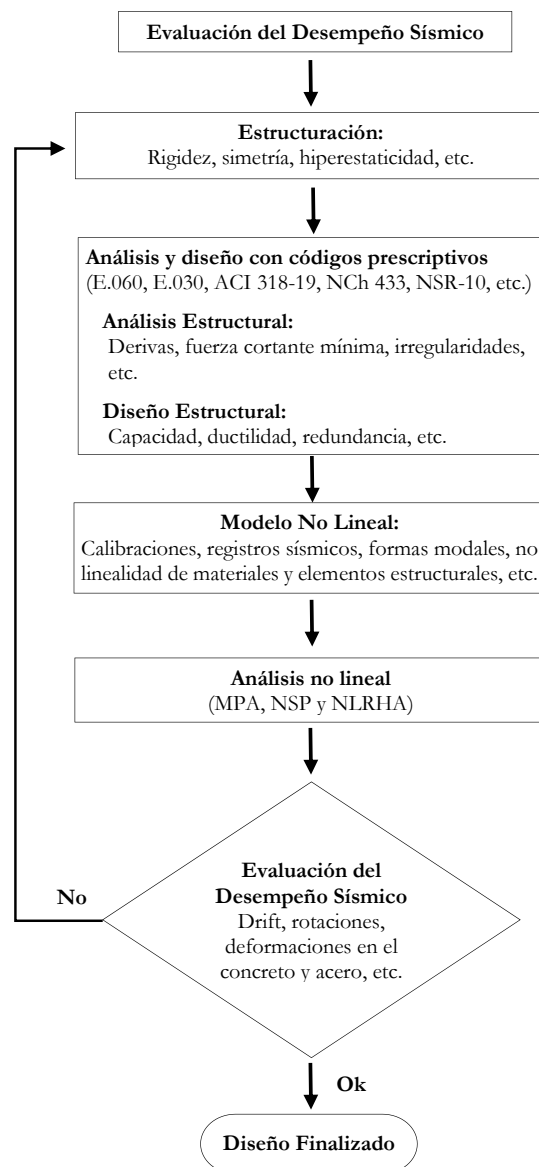 Evaluación del Desempeño Sísmico
Estructuración:
Rigidez, simetría, hiperestaticidad, etc.
Análisis y diseño con códigos prescriptivos
(E.060, E.030, ACI 318-19, NCh 433, NSR-10, etc.)
Análisis Estructural:
Derivas, fuerza cortante mínima, irregularidades,
etc.
Diseño Estructural:
Capacidad, ductilidad, redundancia, etc.
Modelo No Lineal:
Calibraciones, registros sísmicos, formas modales, no
linealidad de materiales y elementos estructurales, etc.
Análisis no lineal
(MPA, NSP y NLRHA)
Evaluación del
Desempeño Sísmico
Drift, rotaciones,
deformaciones en el
concreto y acero, etc.
No
Ok
Diseño Finalizado